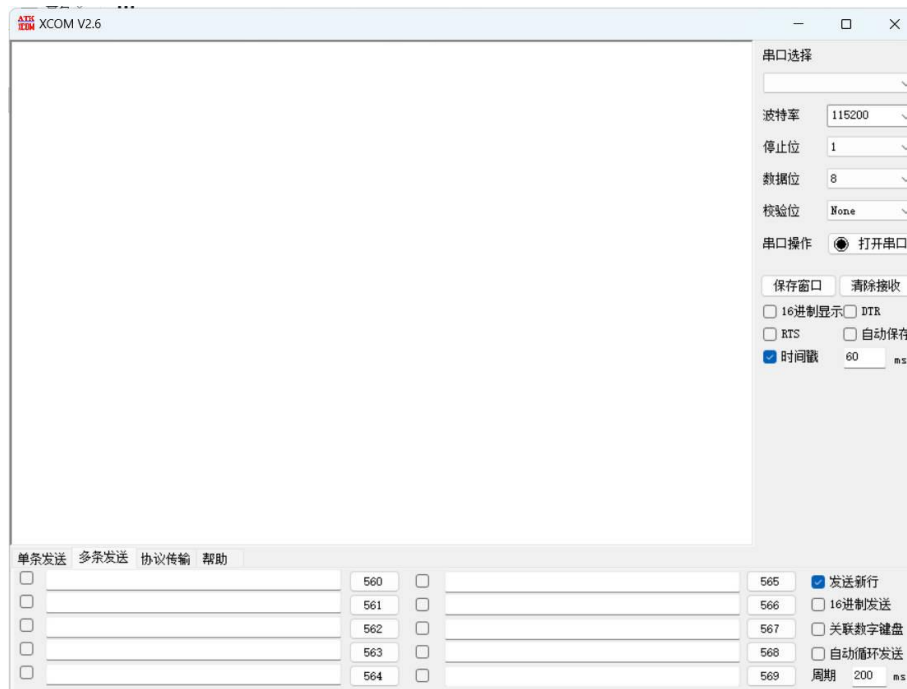 ATK XCOM XCOM V2.6
串口选择
波特率 115200
停止位 1
数据位 8
校验位 None
串口操作 打开串口
保存窗口 清除接收
16进制显示 DTR
RTS 自动保存
时间戳 60 ms
单条发送 多条发送 协议传输 帮助
560 565 发送新行
561 566 16进制发送
562 567 关联数字键盘
563 568 自动循环发送
564 569 周期 200 ms